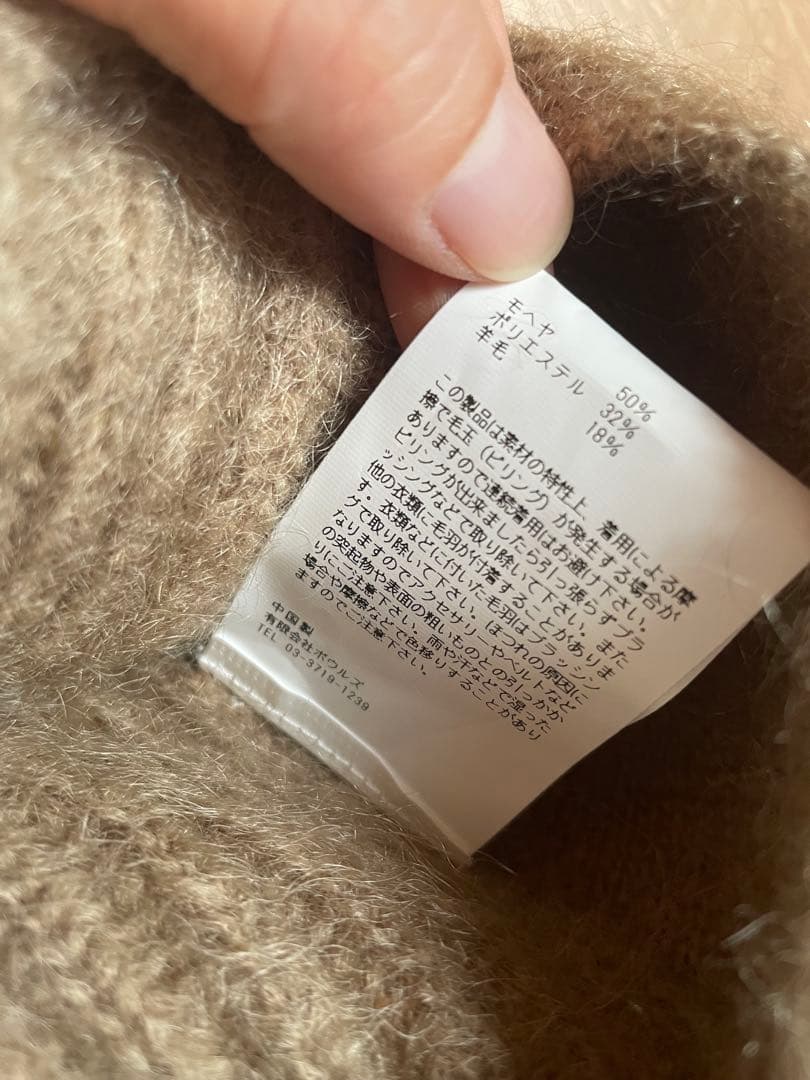 モヘヤ 50%
ポリエステル 32%
羊毛 18%
この製品は素材の特性上、着用による摩
擦で毛玉（ピリング）が発生する場合が
ありますので連続着用はお避け下さい。
ピリングが出来ましたら引っ張らずブラ
ッシングなどで取り除いて下さい。また
他の衣類に毛羽が付着することがありま
す・衣類などに付いた毛羽はブラッシン
グで取り除いて下さい。ほつれの原因に
なりますのでアクセサリーやベルトなど
の突起物や表面の粗いものとの引っかか
りにご注意下さい。雨や汗などで湿った
場合や摩擦などで色移りすることがあり
ますのでご注意下さい。
中国製
有限会社ボウルズ
TEL 03-3719-1239